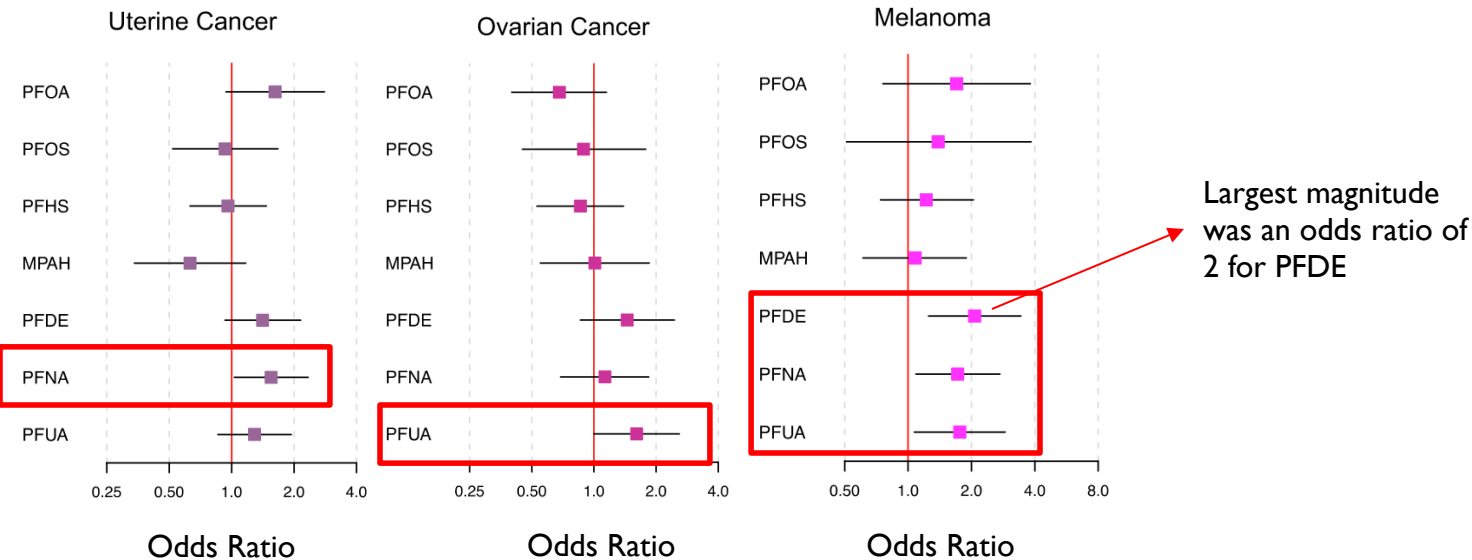 Uterine Cancer
PFOA
PFOS
PFHS
MPAH
PFDE
PFNA
PFUA
0.25 0.50 1.0 2.0 4.0
Odds Ratio
Ovarian Cancer
PFOA
PFOS
PFHS
MPAH
PFDE
PFNA
PFUA
0.25 0.50 1.0 2.0 4.0
Odds Ratio
Melanoma
PFOA
PFOS
PFHS
MPAH
PFDE
PFNA
PFUA
0.50 1.0 2.0 4.0 8.0
Odds Ratio
Largest magnitude
was an odds ratio of
2 for PFDE